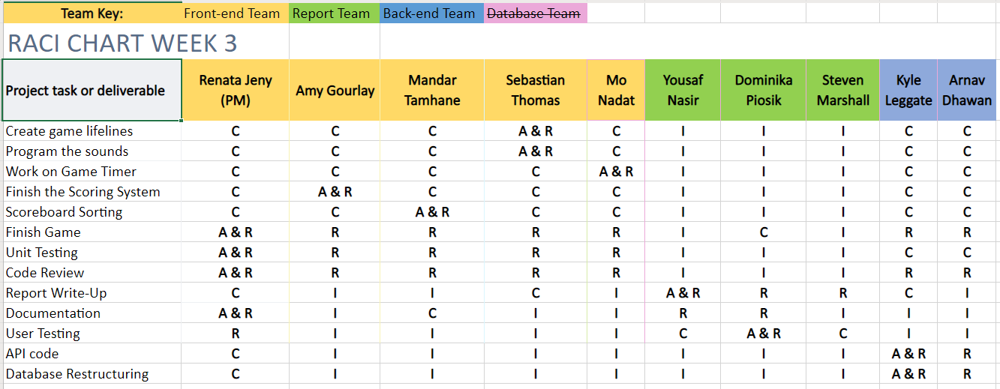 Team Key: Front-end Team Report Team Back-end Team Database Team
RACI CHART WEEK 3
Project task or deliverable Renata Jeny (PM) Amy Gourlay Mandar Tamhane Sebastian Thomas Mo Nadat Yousaf Nasir Dominika Piosik Steven Marshall Kyle Leggate Arnav Dhawan
Create game lifelines C C C A & R C I I I C C
Program the sounds C C C A & R C I I I C C
Work on Game Timer C C C C A & R I I I C C
Finish the Scoring System C A & R C C C I I I C C
Scoreboard Sorting C C A & R C C I I I C C
Finish Game A & R R R R R I C I R R
Unit Testing A & R R R R R I I I C C
Code Review A & R R R R R I I I R R
Report Write-Up C I I C I A & R R R C I
Documentation A & R I C I I R R I I I
User Testing R I I I I C A & R C I I
API code C I I I I I I I A & R R
Database Restructuring C I I I I I I I A & R R